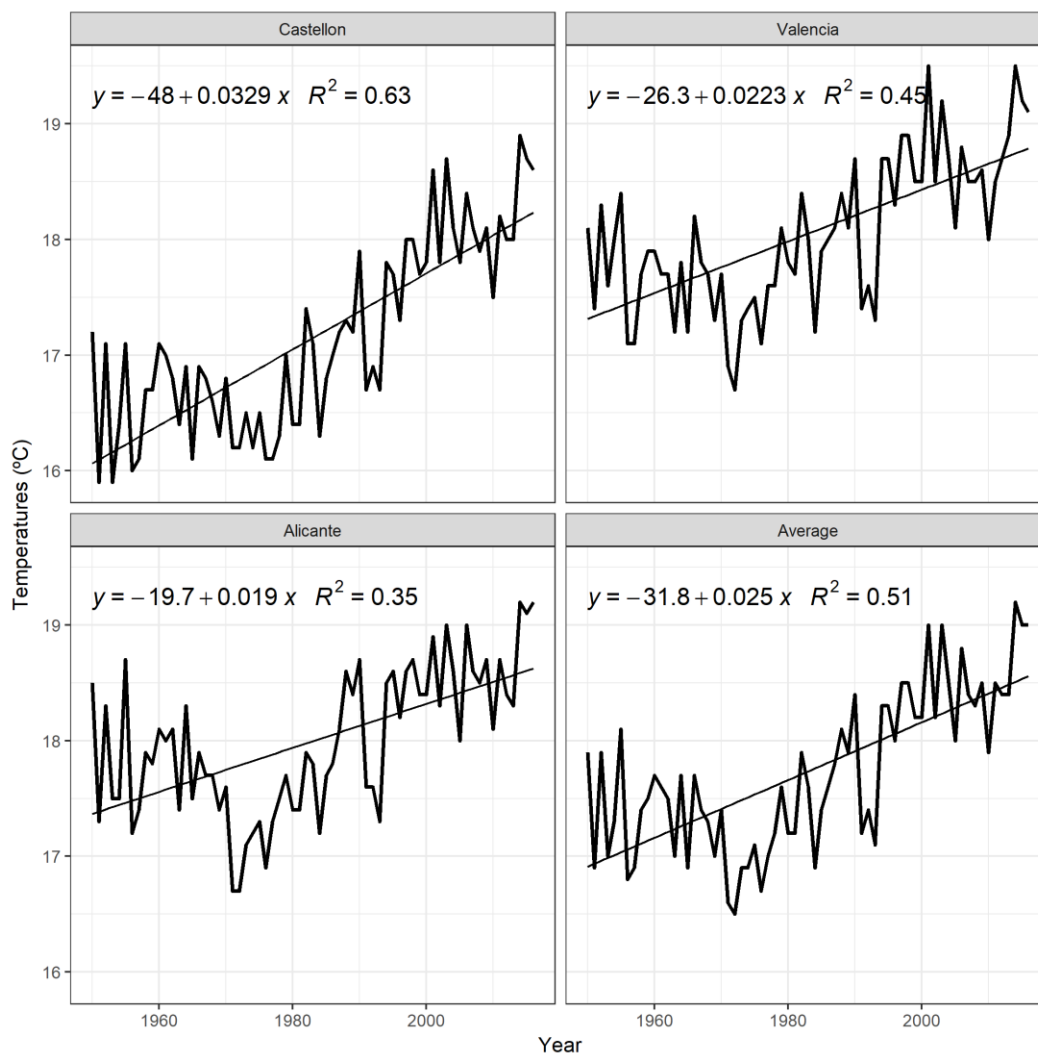 Castellon
Valencia
y = −48 + 0.0329 x   R² = 0.63
y = −26.3 + 0.0223 x   R² = 0.45
19
18
17
16
Temperatures (ºC)
Alicante
Average
y = −19.7 + 0.019 x   R² = 0.35
y = −31.8 + 0.025 x   R² = 0.51
19
18
17
16
1960 1980 2000
1960 1980 2000
Year